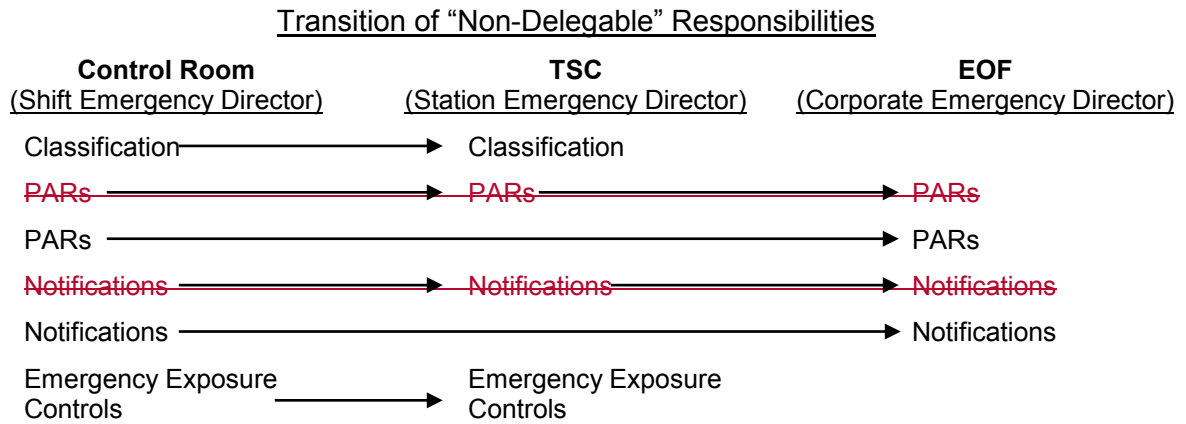 Transition of “Non-Delegable” Responsibilities
Control Room TSC EOF
(Shift Emergency Director) (Station Emergency Director) (Corporate Emergency Director)
Classification Classification
PARs PARs PARs
PARs PARs
Notifications Notifications Notifications
Notifications Notifications
Emergency Exposure Emergency Exposure
Controls Controls